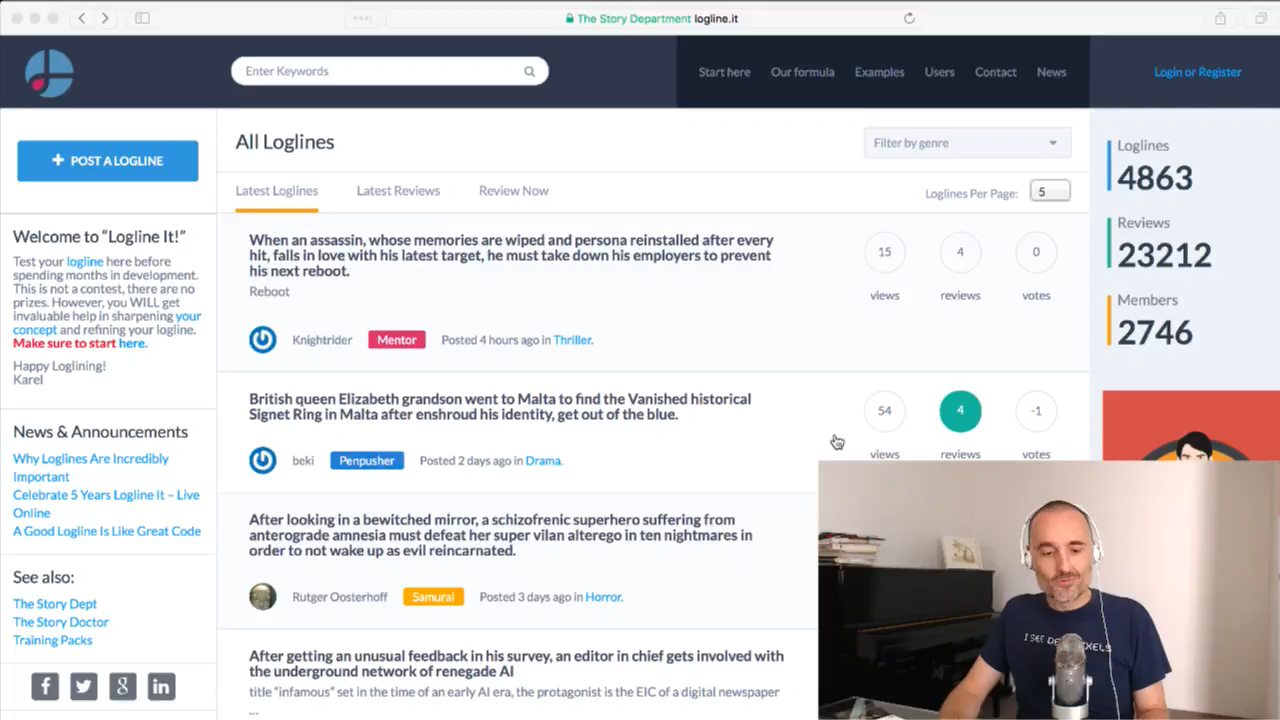 The Story Department logline.it
Enter Keywords
Start here
Our formula
Examples
Users
Contact
News
Login or Register
+ POST A LOGLINE
Welcome to “Logline It!”
Test your logline here before
spending months in development.
This is not a contest, there are no
prizes. However, you WILL get
invaluable help in sharpening your
concept and refining your logline.
Make sure to start here.
Happy Loglining!
Karel
News & Announcements
Why Loglines Are Incredibly
Important
Celebrate 5 Years Logline It – Live
Online
A Good Logline Is Like Great Code
See also:
The Story Dept
The Story Doctor
Training Packs
All Loglines
Filter by genre
Latest Loglines
Latest Reviews
Review Now
Loglines Per Page:
5
When an assassin, whose memories are wiped and persona reinstalled after every
hit, falls in love with his latest target, he must take down his employers to prevent
his next reboot.
Reboot
15
4
0
views
reviews
votes
Knightrider
Mentor
Posted 4 hours ago in Thriller.
British queen Elizabeth grandson went to Malta to find the Vanished historical
Signet Ring in Malta after enshroud his identity, get out of the blue.
54
4
-1
views
reviews
votes
beki
Penpusher
Posted 2 days ago in Drama.
After looking in a bewitched mirror, a schizofrenic superhero suffering from
anterograde amnesia must defeat her super vilan alterego in ten nightmares in
order to not wake up as evil reincarnated.
Rutger Oosterhoff
Samurai
Posted 3 days ago in Horror.
After getting an unusual feedback in his survey, an editor in chief gets involved with
the underground network of renegade AI
title “infamous” set in the time of an early AI era, the protagonist is the EIC of a digital newspaper
...
Loglines
4863
Reviews
23212
Members
2746